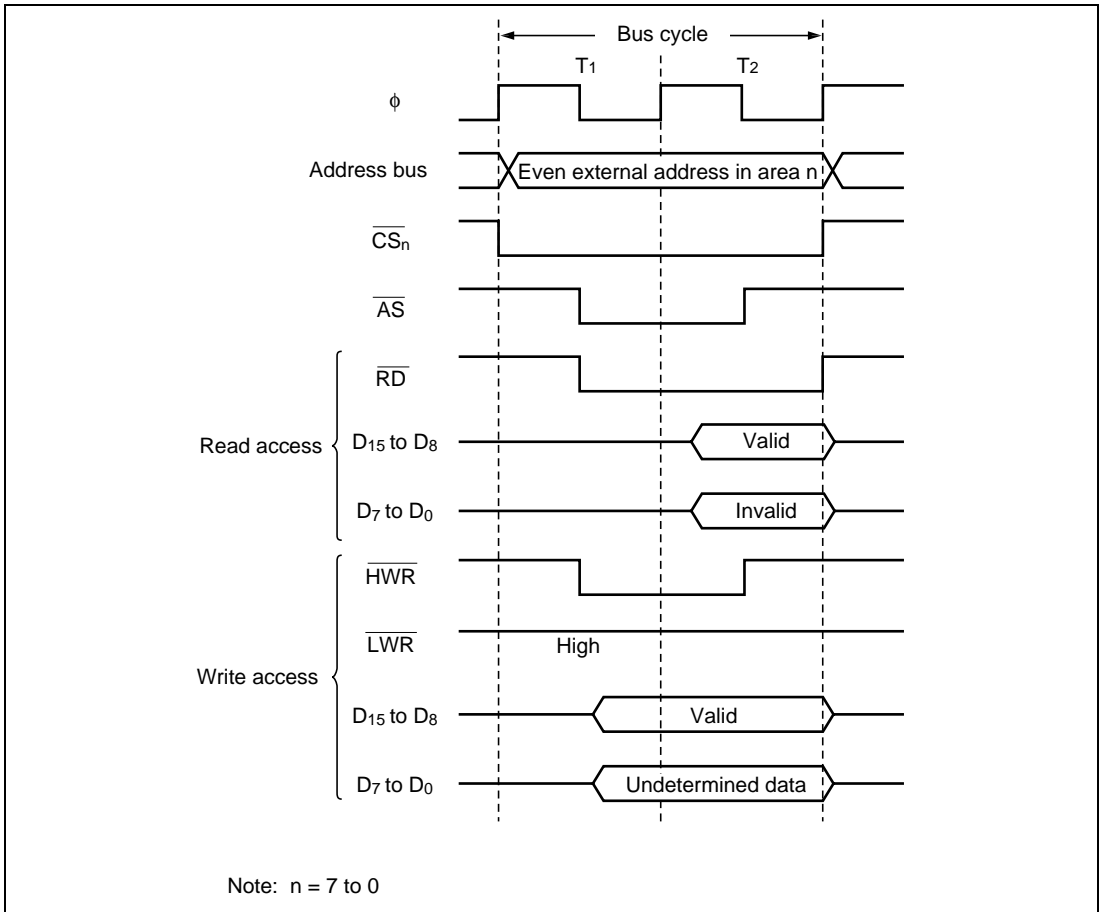 Bus cycle
T1 T2
φ
Address bus
Even external address in area n
CSn
AS
RD
Read access
D15 to D8
Valid
D7 to D0
Invalid
HWR
LWR
High
Write access
D15 to D8
Valid
D7 to D0
Undetermined data
Note: n = 7 to 0